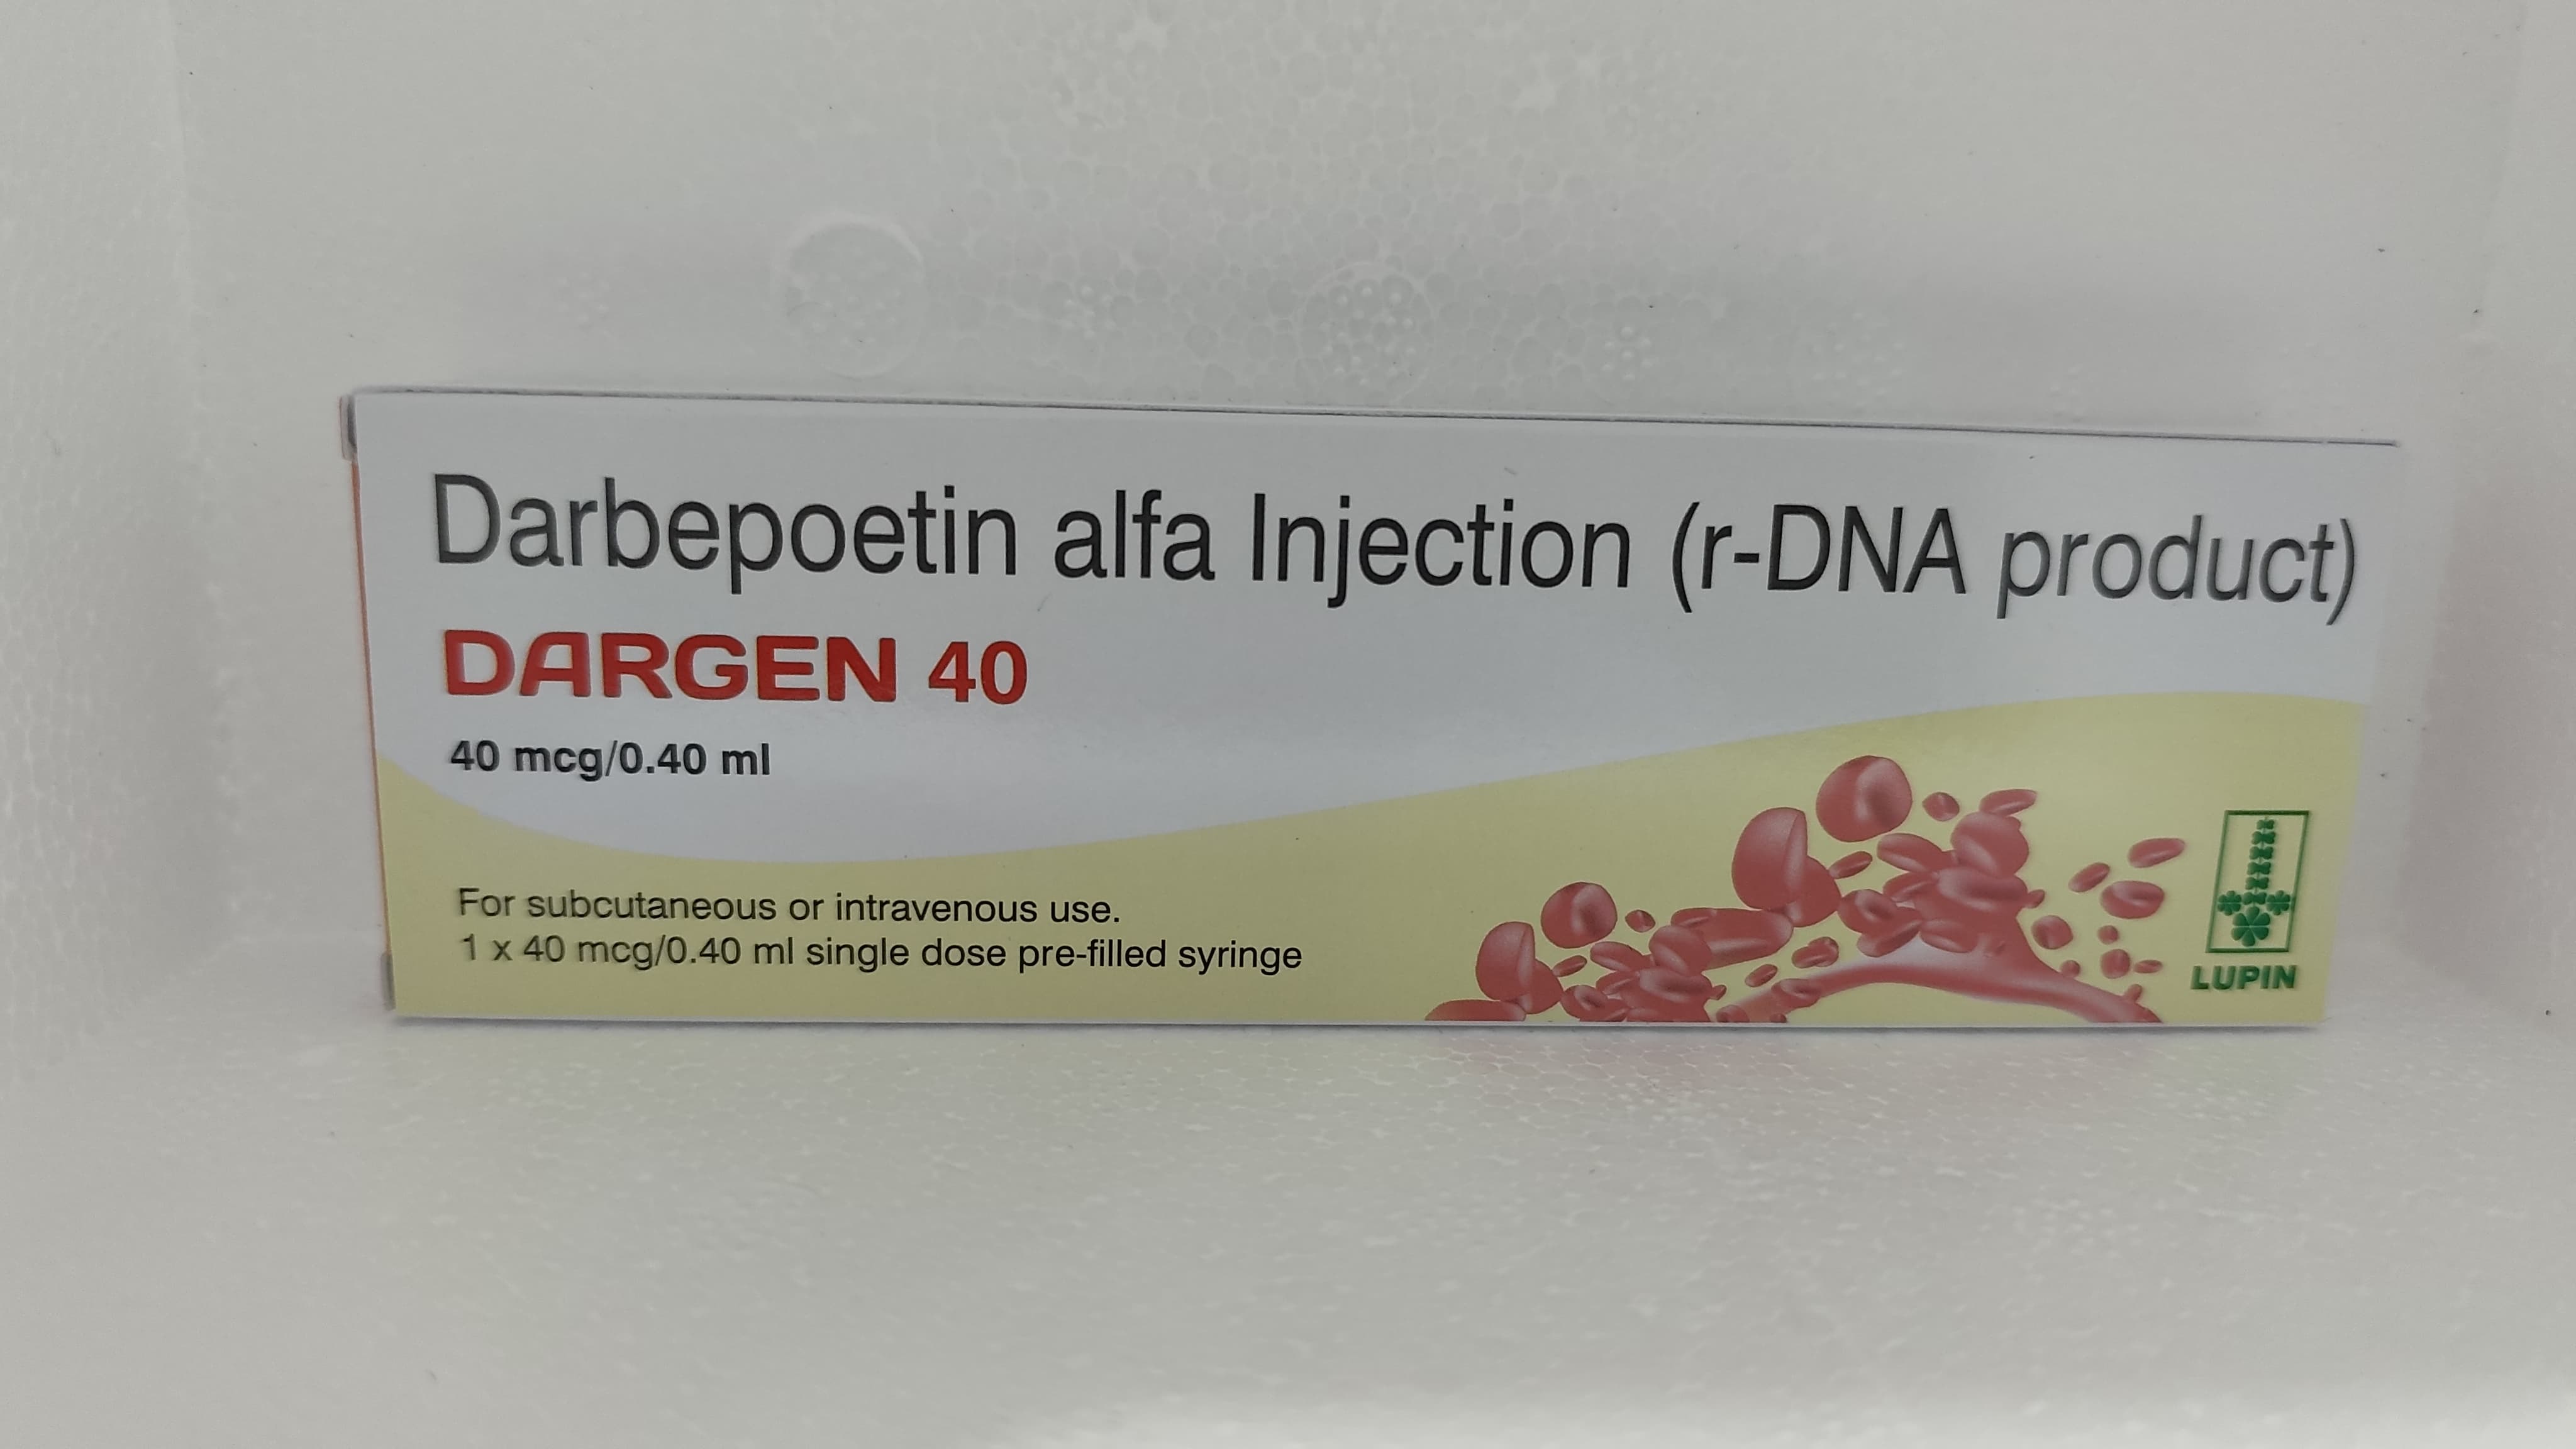 Darbepoetin alfa Injection (r-DNA product)
DARGEN 40
40 mcg/0.40 ml
For subcutaneous or intravenous use.
1 x 40 mcg/0.40 ml single dose pre-filled syringe
LUPIN